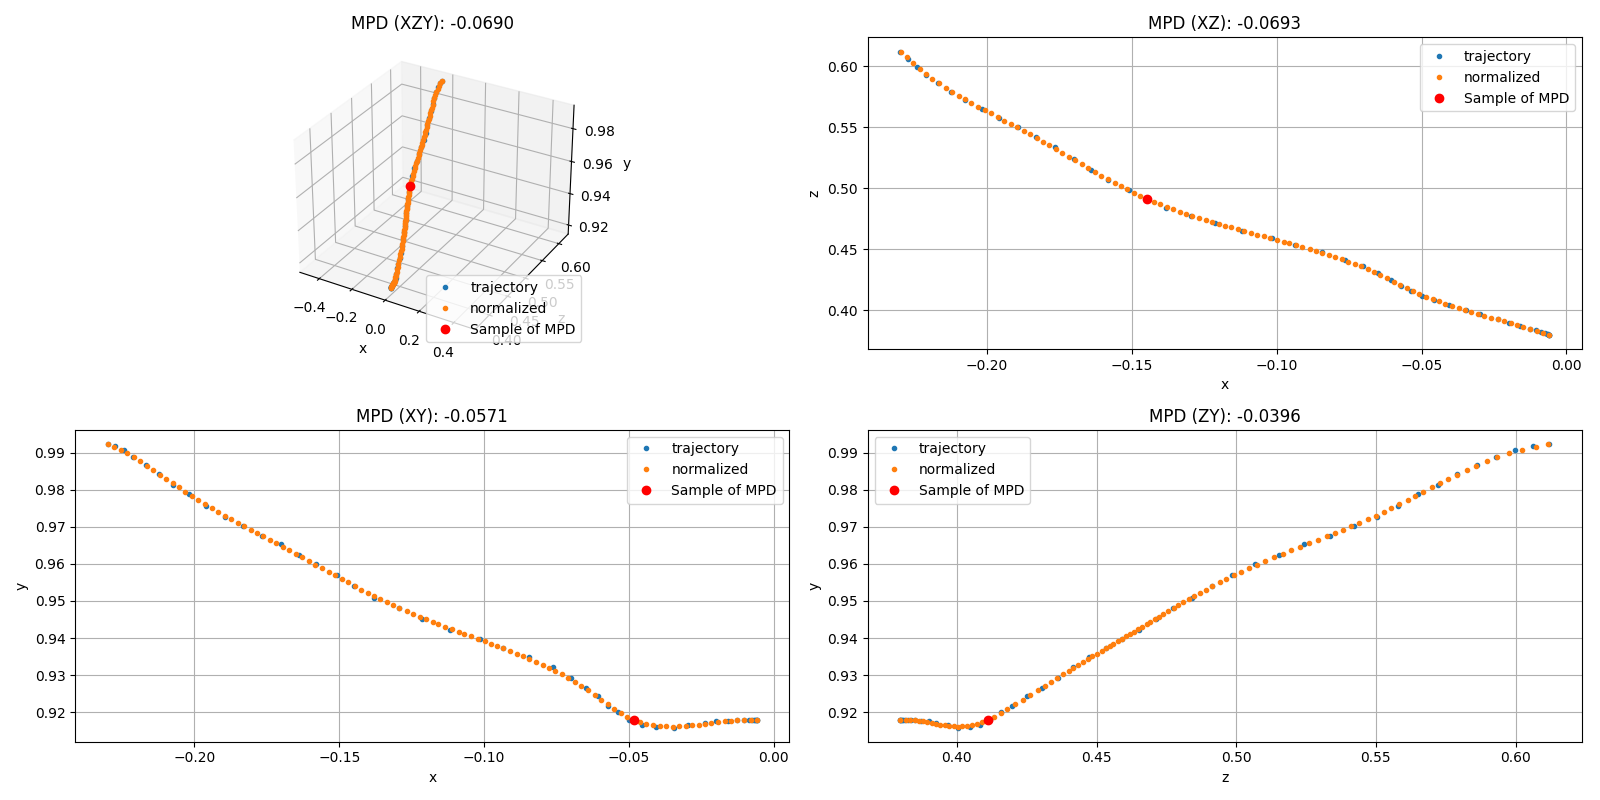 MPD (XZY): -0.0690
0.98
0.96
y
0.94
0.92
0.60
0.55
0.50
0.45
z
0.40
−0.4
−0.2
0.0
0.2
0.4
x
trajectory
normalized
Sample of MPD
MPD (XZ): -0.0693
0.60
0.55
0.50
0.45
0.40
z
trajectory
normalized
Sample of MPD
−0.20
−0.15
−0.10
−0.05
0.00
x
MPD (XY): -0.0571
0.99
0.98
0.97
0.96
0.95
0.94
0.93
0.92
y
trajectory
normalized
Sample of MPD
−0.20
−0.15
−0.10
−0.05
0.00
x
MPD (ZY): -0.0396
0.99
0.98
0.97
0.96
0.95
0.94
0.93
0.92
y
trajectory
normalized
Sample of MPD
0.40
0.45
0.50
0.55
0.60
z